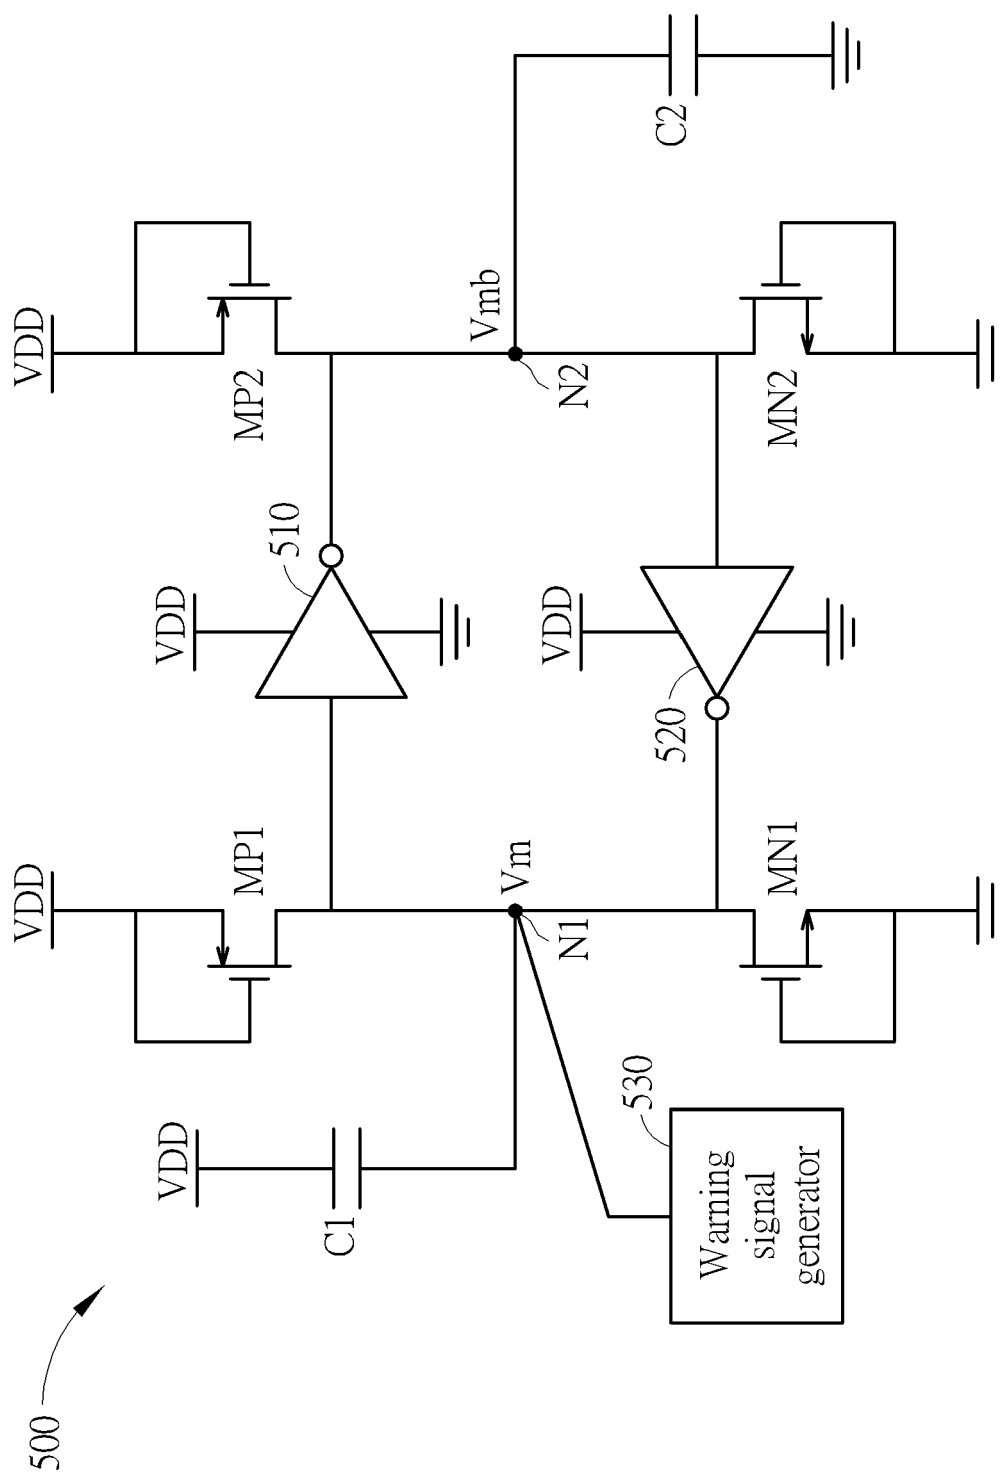 500
VDD
C1
VDD
MP1
VDD
510
VDD
MP2
Vm
N1
Vmb
N2
C2
Warning
signal
generator
530
MN1
520
VDD
MN2